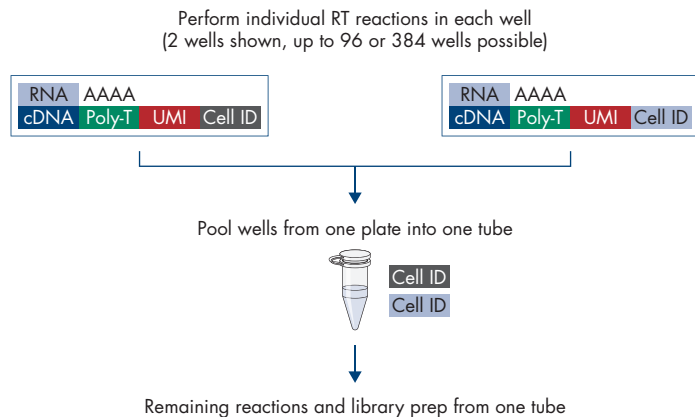 Perform individual RT reactions in each well
(2 wells shown, up to 96 or 384 wells possible)
RNA AAAA
cDNA Poly-T UMI Cell ID
RNA AAAA
cDNA Poly-T UMI Cell ID
Pool wells from one plate into one tube
Cell ID
Cell ID
Remaining reactions and library prep from one tube